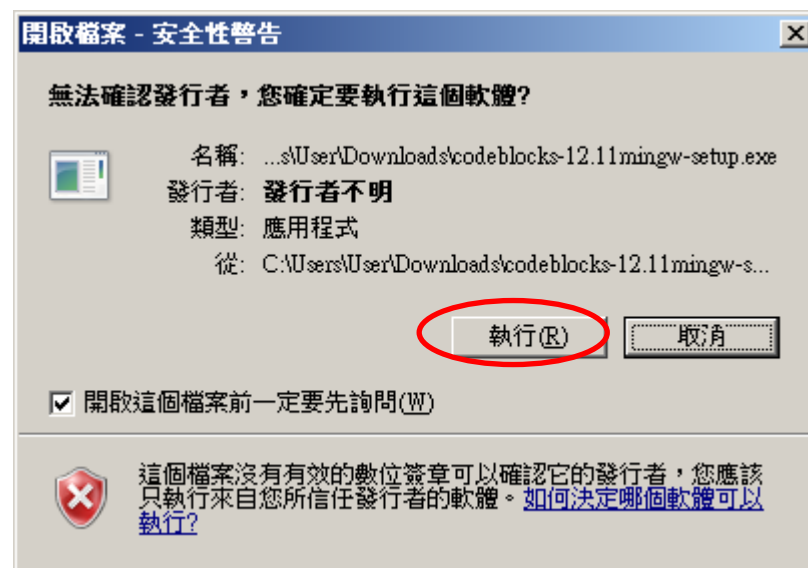 開啟檔案 - 安全性警告
無法確認發行者，您確定要執行這個軟體?
名稱: ...s\User\Downloads\codeblocks-12.11mingw-setup.exe
發行者: 發行者不明
類型: 應用程式
從: C:\Users\User\Downloads\codeblocks-12.11mingw-s...
執行(R) 取消
開啟這個檔案前一定要先詢問(W)
這個檔案沒有有效的數位簽章可以確認它的發行者，您應該
只執行來自您所信任發行者的軟體。如何決定哪個軟體可以
執行?